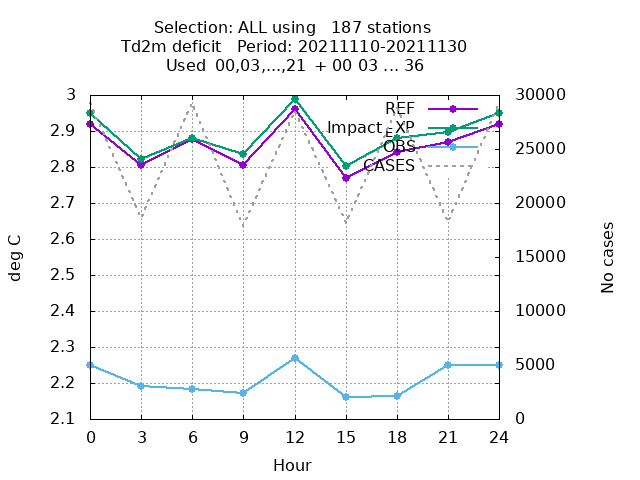 Selection: ALL using   187 stations
Td2m deficit   Period: 20211110-20211130
Used  00,03,...,21  + 00 03 ... 36
REF
Impact_EXP
OBS
CASES
3
2.9
2.8
2.7
2.6
2.5
2.4
2.3
2.2
2.1
deg C
30000
25000
20000
15000
10000
5000
0
No cases
0 3 6 9 12 15 18 21 24
Hour